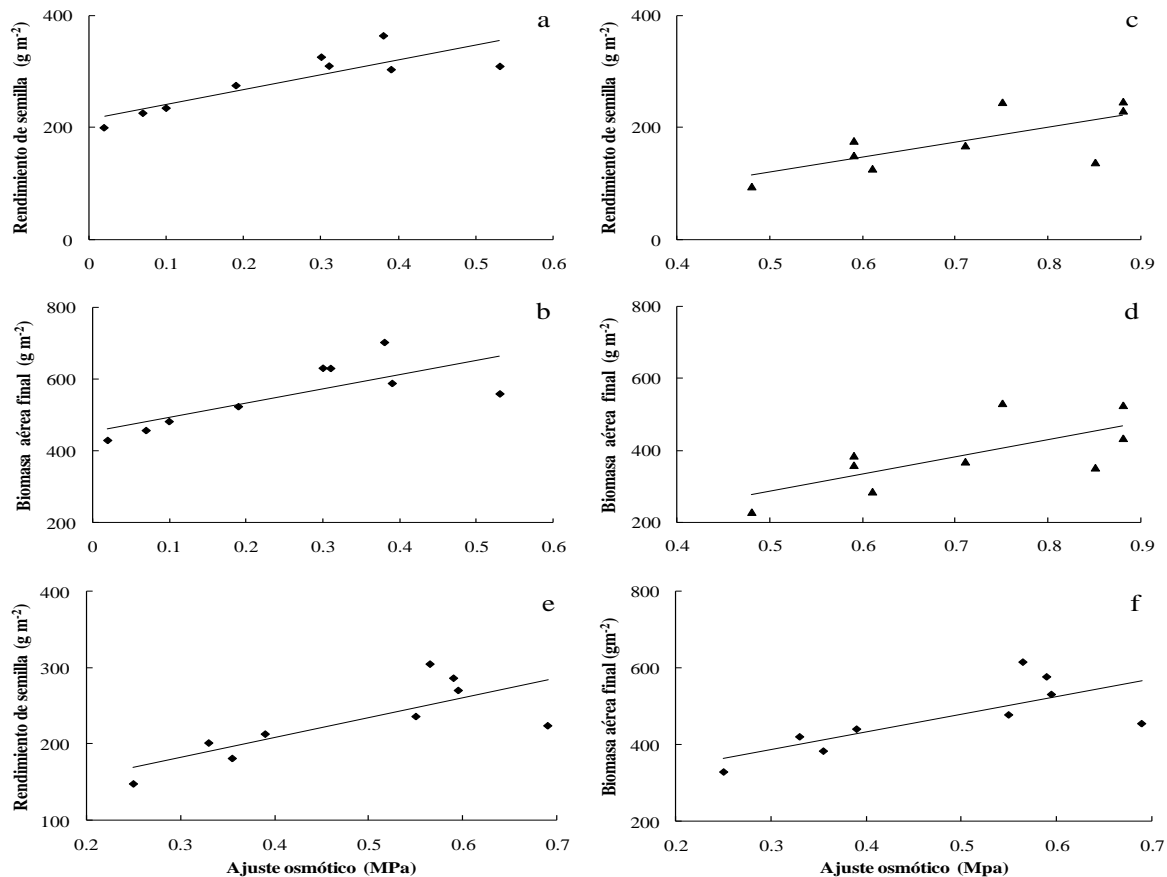 a
Rendimiento de semilla (g m-2)
400
200
0
0 0.1 0.2 0.3 0.4 0.5 0.6
c
Rendimiento de semilla (g m-2)
400
200
0
0.4 0.5 0.6 0.7 0.8 0.9
b
Biomasa aérea final (g m-2)
800
600
400
200
0 0.1 0.2 0.3 0.4 0.5 0.6
d
Biomasa aérea final (g m-2)
800
600
400
200
0.4 0.5 0.6 0.7 0.8 0.9
e
Rendimiento de semilla (g m-2)
400
300
200
100
0.2 0.3 0.4 0.5 0.6 0.7
Ajuste osmótico (MPa)
f
Biomasa aérea final (gm-2)
800
600
400
200
0.2 0.3 0.4 0.5 0.6 0.7
Ajuste osmótico (Mpa)